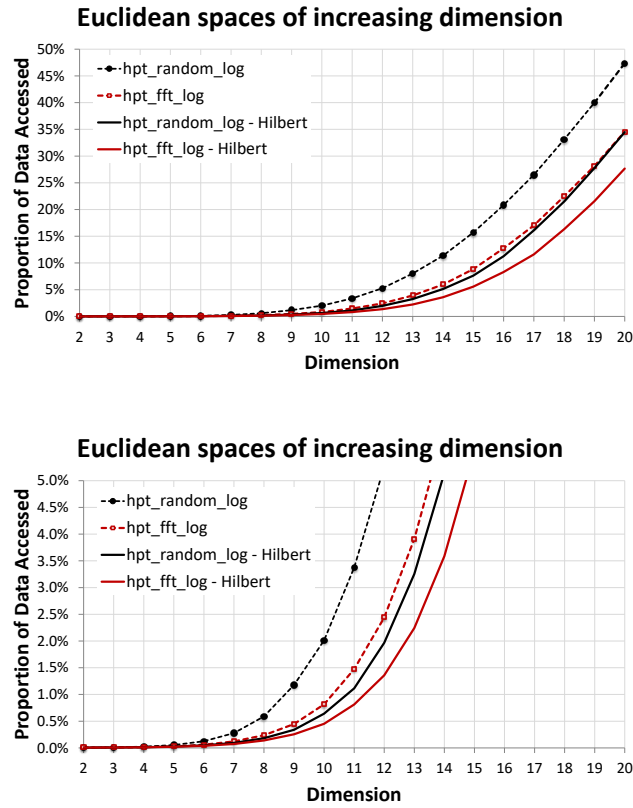 Euclidean spaces of increasing dimension
Proportion of Data Accessed
50%
45%
40%
35%
30%
25%
20%
15%
10%
5%
0%
hpt_random_log
hpt_fft_log
hpt_random_log - Hilbert
hpt_fft_log - Hilbert
2 3 4 5 6 7 8 9 10 11 12 13 14 15 16 17 18 19 20
Dimension
Euclidean spaces of increasing dimension
Proportion of Data Accessed
5.0%
4.5%
4.0%
3.5%
3.0%
2.5%
2.0%
1.5%
1.0%
0.5%
0.0%
hpt_random_log
hpt_fft_log
hpt_random_log - Hilbert
hpt_fft_log - Hilbert
2 3 4 5 6 7 8 9 10 11 12 13 14 15 16 17 18 19 20
Dimension